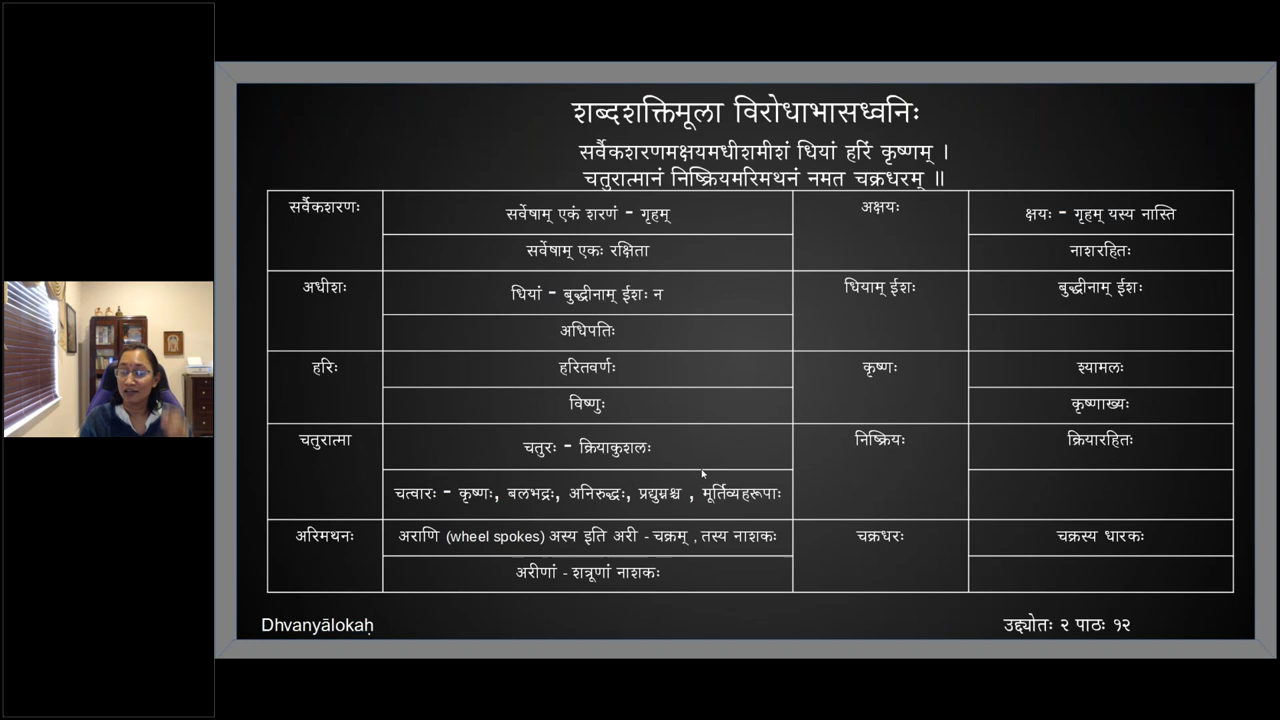 शब्दशक्तिमूला विरोधाभासध्वनिः
सर्वैकशरणमक्षयमधीशमीशं धियां हरिं कृष्णम् ।
चतुरात्मानं निष्क्रियमरिमथनं नमत चक्रधरम् ॥
सर्वैकशरणः सर्वेषाम् एकं शरणं - गृहम् अक्षयः क्षयः - गृहम् यस्य नास्ति
सर्वेषाम् एकः रक्षिता नाशरहितः
अधीशः धियां - बुद्धीनाम् ईशः न धियाम् ईशः बुद्धीनाम् ईशः
अधिपतिः
हरिः हरितवर्णः कृष्णः श्यामलः
विष्णुः कृष्णाख्यः
चतुरात्मा चतुरः - क्रियाकुशलः निष्क्रियः क्रियारहितः
चत्वारः - कृष्णः, बलभद्रः, अनिरुद्धः, प्रद्युम्नश्च , मूर्तिव्यहरूपाः
अरिमथनः अराणि (wheel spokes) अस्य इति अरी - चक्रम् , तस्य नाशकः चक्रधरः चक्रस्य धारकः
अरीणां - शत्रूणां नाशकः
Dhvanyālokaḥ उद्द्योतः २ पाठः १२